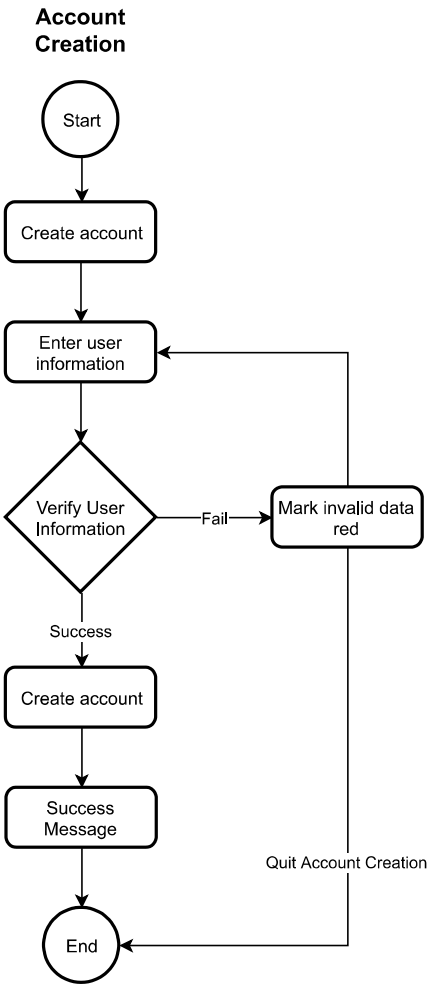 Account
Creation
Start
Create account
Enter user
information
Verify User
Information
Fail
Mark invalid data
red
Success
Create account
Success
Message
Quit Account Creation
End